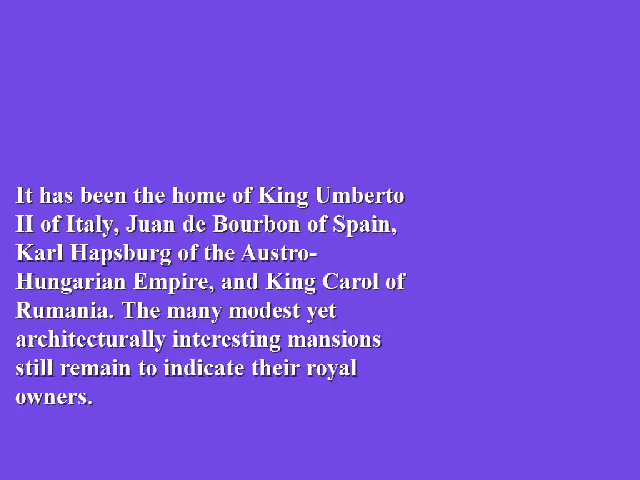 It has been the home of King Umberto
II of Italy, Juan de Bourbon of Spain,
Karl Hapsburg of the Austro-
Hungarian Empire, and King Carol of
Rumania. The many modest yet
architecturally interesting mansions
still remain to indicate their royal
owners.